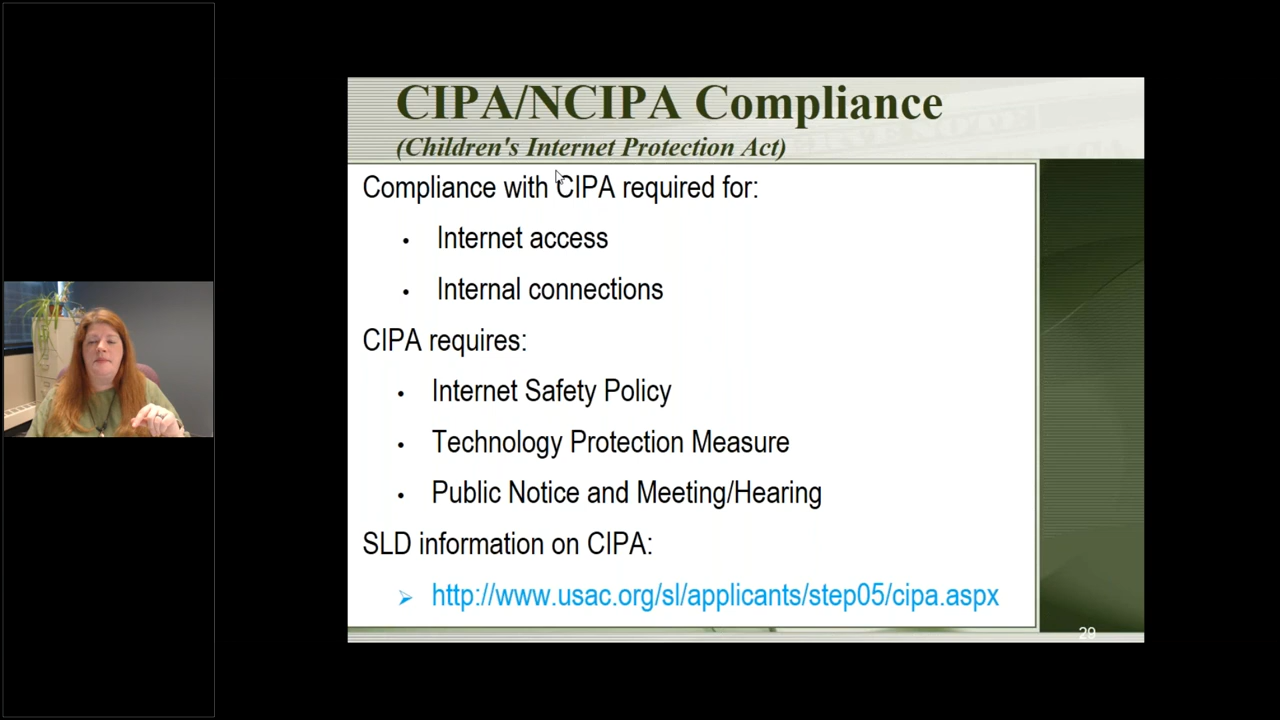 CIPA/NCIPA Compliance
(Children's Internet Protection Act)
Compliance with CIPA required for:
• Internet access
• Internal connections
CIPA requires:
• Internet Safety Policy
• Technology Protection Measure
• Public Notice and Meeting/Hearing
SLD information on CIPA:
➢ http://www.usac.org/sl/applicants/step05/cipa.aspx
29